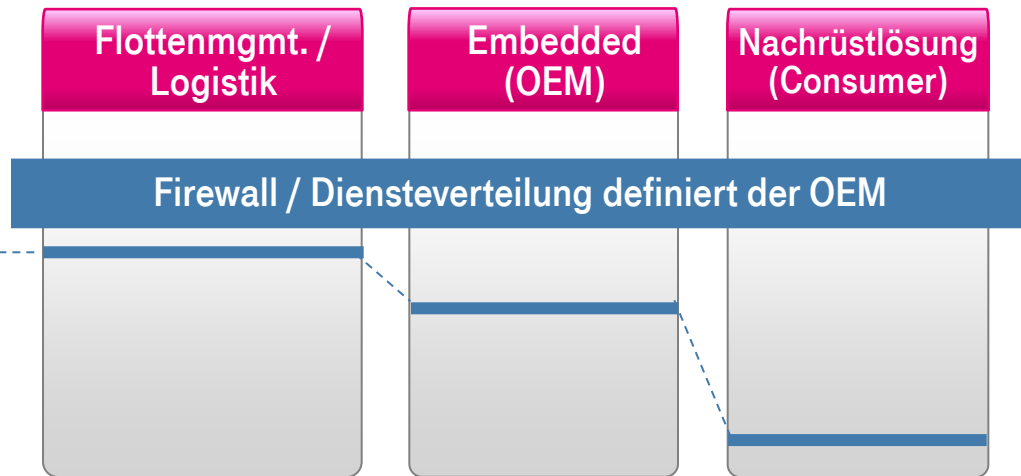 Flottenmgmt. /
Logistik
Embedded
(OEM)
Nachrüstlösung
(Consumer)
Firewall / Diensteverteilung definiert der OEM